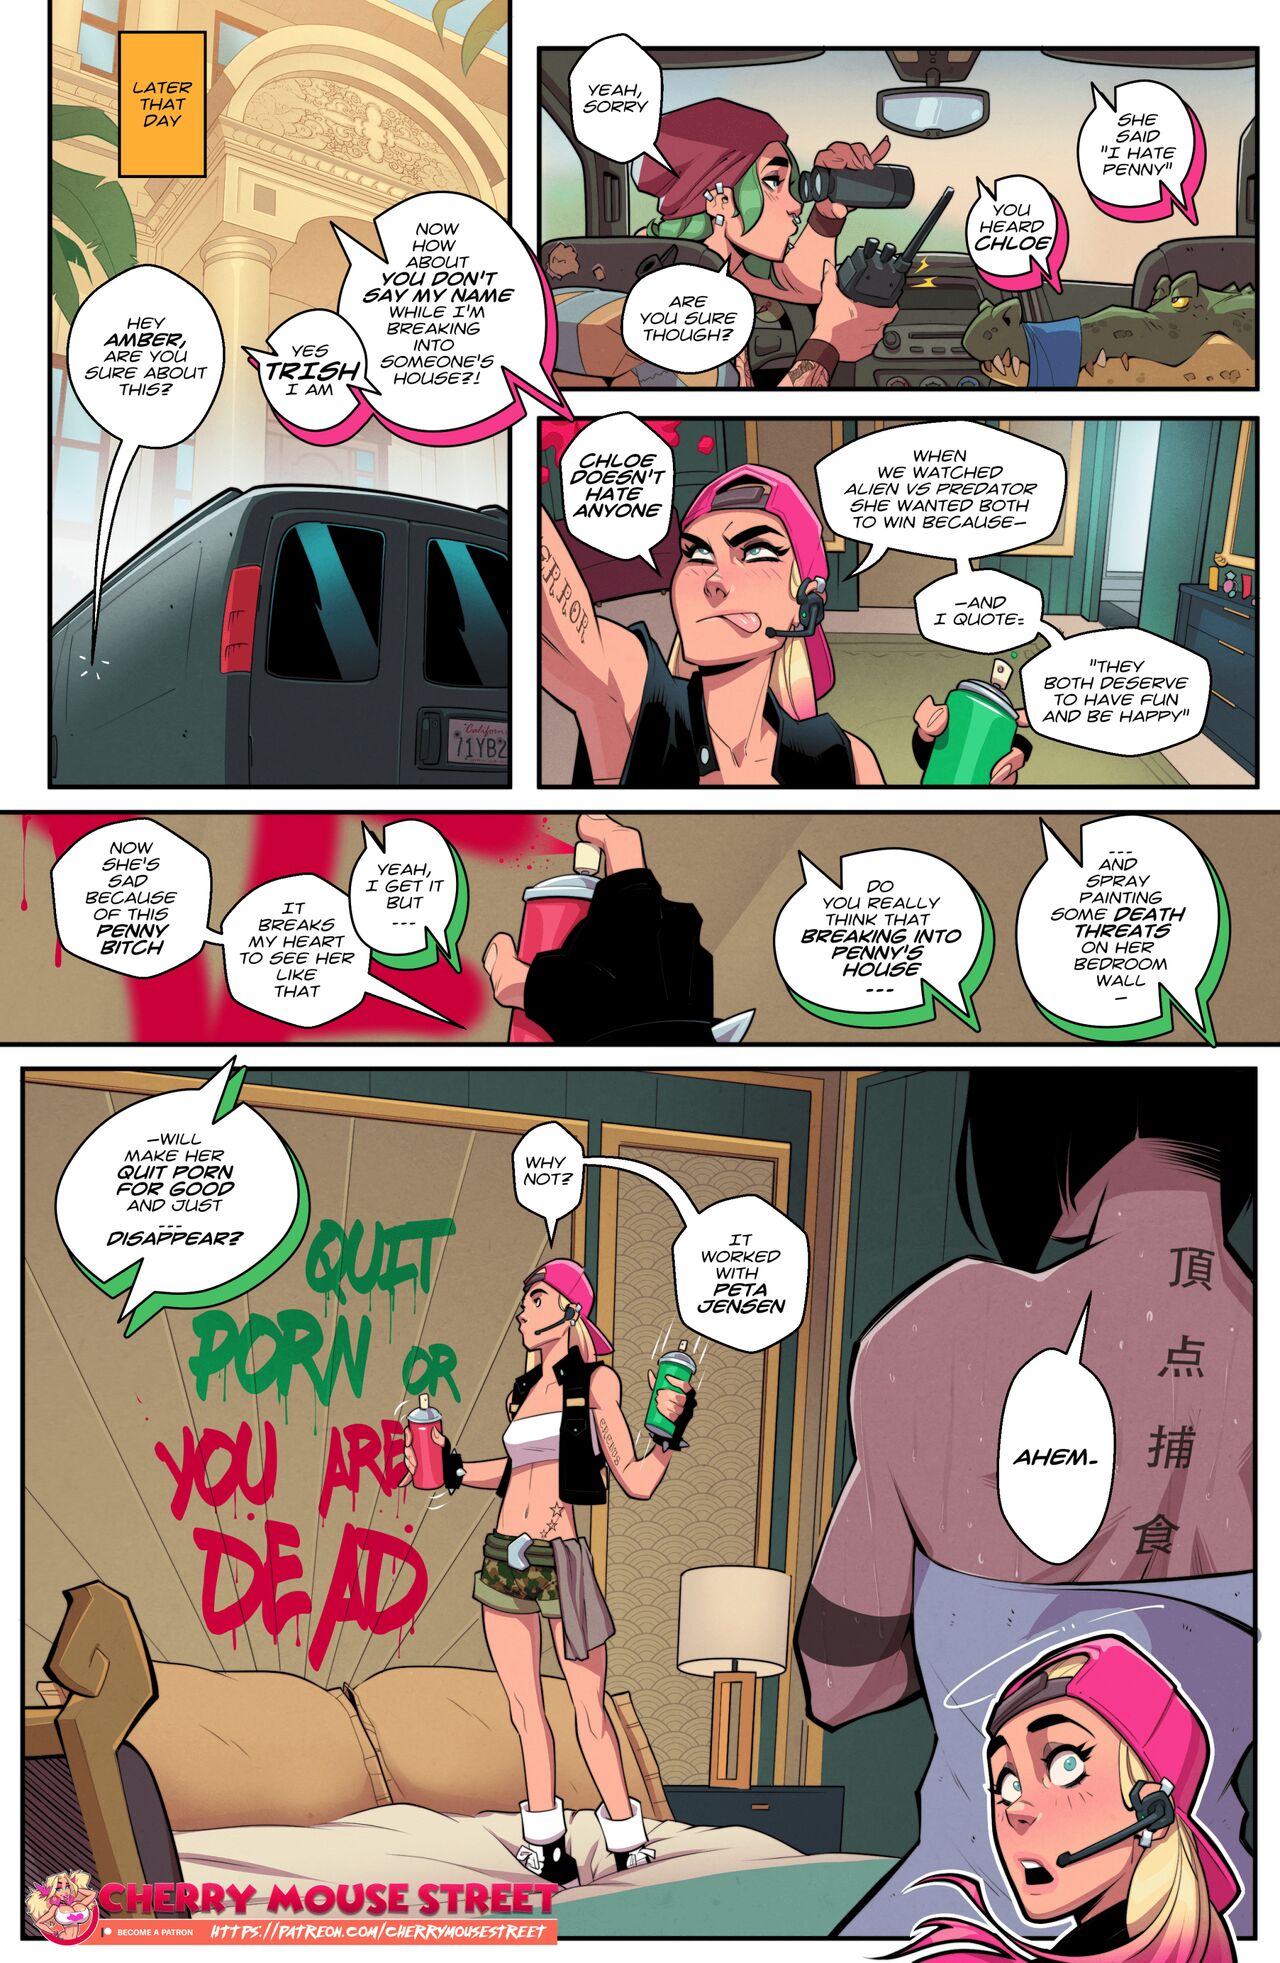 LATER
THAT
DAY
HEY
AMBER,
ARE YOU
SURE ABOUT
THIS?
YES
TRISH
I AM
NOW
HOW
ABOUT
YOU DON'T
SAY MY NAME
WHILE I'M
BREAKING
INTO
SOMEONE'S
HOUSE?!
California
71YB2
YEAH,
SORRY
ARE
YOU SURE
THOUGH?
YOU
HEARD
CHLOE
SHE
SAID
"I HATE
PENNY"
CHLOE
DOESN'T
HATE
ANYONE
ERROR
WHEN
WE WATCHED
ALIEN VS PREDATOR
SHE WANTED BOTH
TO WIN BECAUSE–
–AND
I QUOTE:
"THEY
BOTH DESERVE
TO HAVE FUN
AND BE HAPPY"
NOW
SHE'S
SAD
BECAUSE
OF THIS
PENNY
BITCH
IT
BREAKS
MY HEART
TO SEE HER
LIKE
THAT
YEAH,
I GET IT
BUT
...
DO
YOU REALLY
THINK THAT
BREAKING INTO
PENNY'S
HOUSE
...
...
AND
SPRAY
PAINTING
SOME DEATH
THREATS
ON HER
BEDROOM
WALL
–
–WILL
MAKE HER
QUIT PORN
FOR GOOD
AND JUST
...
DISAPPEAR?
QUIT
PORN OR
YOU ARE
DEAD
WHY
NOT?
IT
WORKED
WITH
PETA
JENSEN
AHEM–
頂
点
捕
食
CHERRY MOUSE STREET
BECOME A PATRON HTTPS://PATREON.COM/CHERRYMOUSESTREET